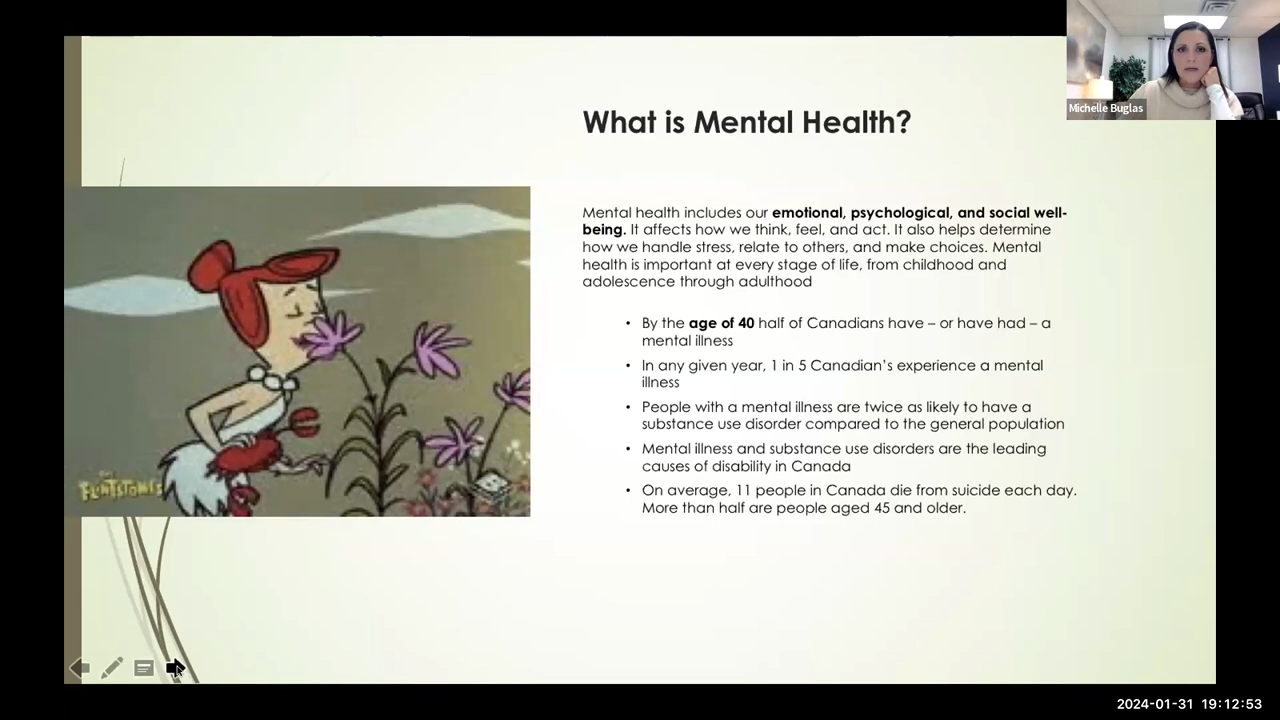 What is Mental Health?
Michelle Buglas
Mental health includes our emotional, psychological, and social well-
being. It affects how we think, feel, and act. It also helps determine
how we handle stress, relate to others, and make choices. Mental
health is important at every stage of life, from childhood and
adolescence through adulthood
• By the age of 40 half of Canadians have – or have had – a
mental illness
• In any given year, 1 in 5 Canadian’s experience a mental
illness
• People with a mental illness are twice as likely to have a
substance use disorder compared to the general population
• Mental illness and substance use disorders are the leading
causes of disability in Canada
• On average, 11 people in Canada die from suicide each day.
More than half are people aged 45 and older.
THE
FLINTSTONES
2024-01-31 19:12:53